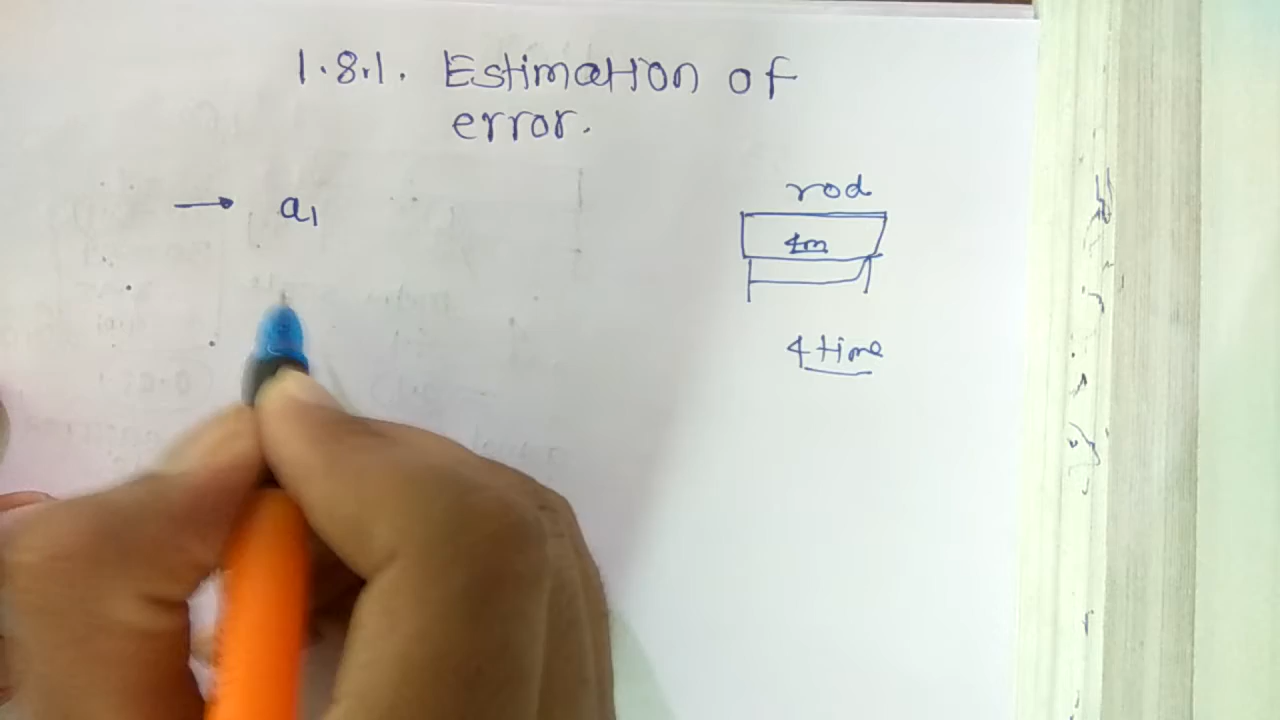 1.8.1. Estimation of
error.
→ a1
rod
4m
4 time